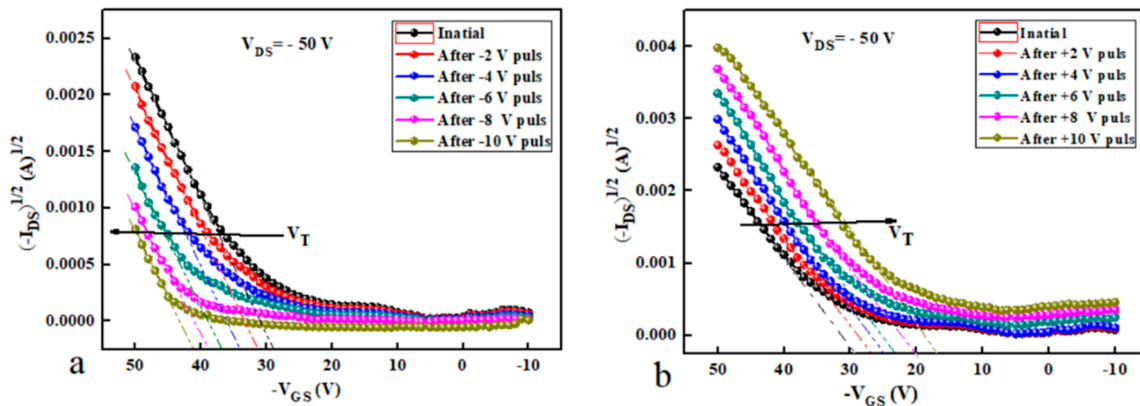 V_DS= - 50 V
Inatial
After -2 V puls
After -4 V puls
After -6 V puls
After -8 V puls
After -10 V puls
(-I_DS)^1/2 (A)^1/2
0.0025
0.0020
0.0015
0.0010
0.0005
0.0000
V_T
50 40 30 20 10 0 -10
-V_GS (V)
a
V_DS= - 50 V
Inatial
After +2 V puls
After +4 V puls
After +6 V puls
After +8 V puls
After +10 V puls
(-I_DS)^1/2 (A)^1/2
0.004
0.003
0.002
0.001
0.000
V_T
50 40 30 20 10 0 -10
-V_GS (V)
b